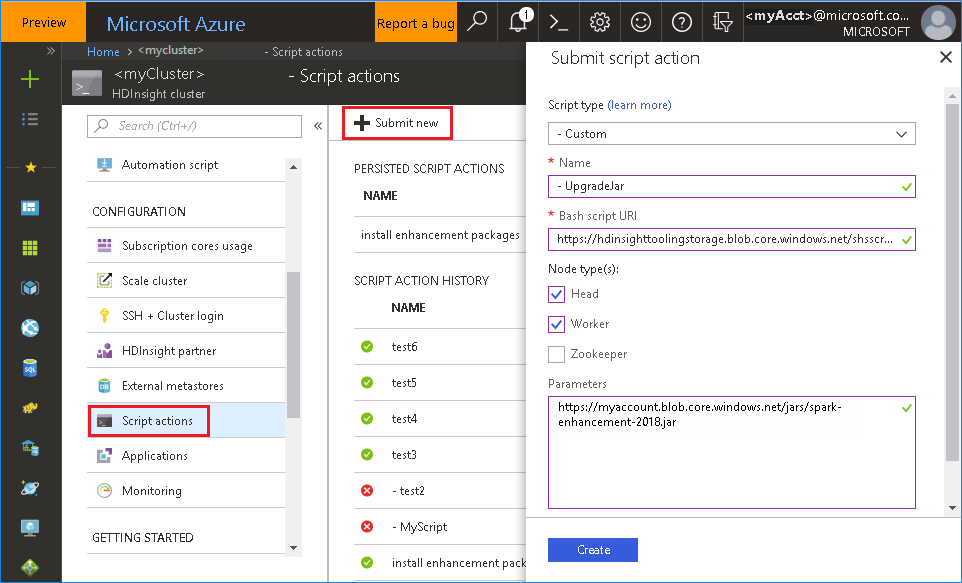 Preview
Microsoft Azure
Report a bug
1
<myAcct>@microsoft.co...
MICROSOFT
Home > <mycluster> - Script actions
<myCluster> - Script actions
HDInsight cluster
Search (Ctrl+/)
Automation script
CONFIGURATION
Subscription cores usage
Scale cluster
SSH + Cluster login
HDInsight partner
External metastores
Script actions
Applications
Monitoring
GETTING STARTED
Submit new
PERSISTED SCRIPT ACTIONS
NAME
install enhancement packages
SCRIPT ACTION HISTORY
NAME
test6
test5
test4
test3
- test2
- MyScript
install enhancement pack
Submit script action
Script type (learn more)
- Custom
* Name
- UpgradeJar
* Bash script URI
https://hdinsighttoolingstorage.blob.core.windows.net/shsscr...
Node type(s):
Head
Worker
Zookeeper
Parameters
https://myaccount.blob.core.windows.net/jars/spark-
enhancement-2018.jar
Create